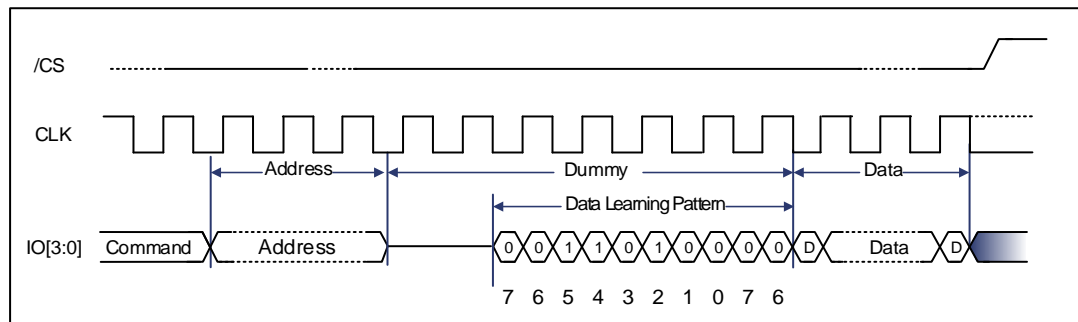 /CS
CLK
Address Dummy Data
Data Learning Pattern
IO[3:0] Command Address 0 0 1 1 0 1 0 0 0 0 D Data D
7 6 5 4 3 2 1 0 7 6